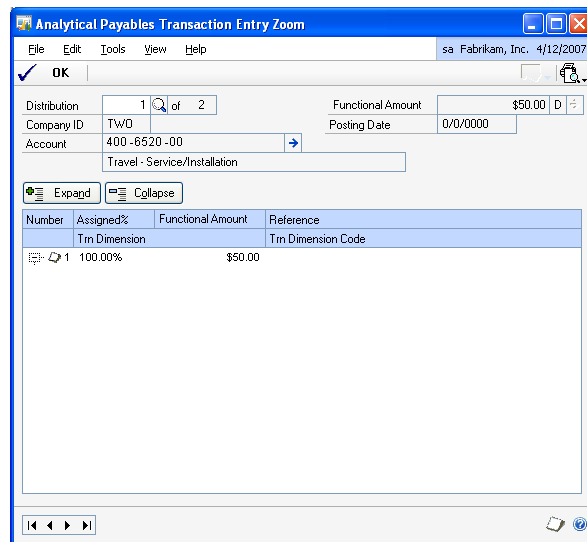 Analytical Payables Transaction Entry Zoom
File Edit Tools View Help sa Fabrikam, Inc. 4/12/2007
OK
Distribution 1 of 2 Functional Amount $50.00 D
Company ID TWO Posting Date 0/0/0000
Account 400 -6520 -00
Travel - Service/Installation
Expand Collapse
Number Assigned% Functional Amount Reference
Trn Dimension Trn Dimension Code
1 100.00% $50.00